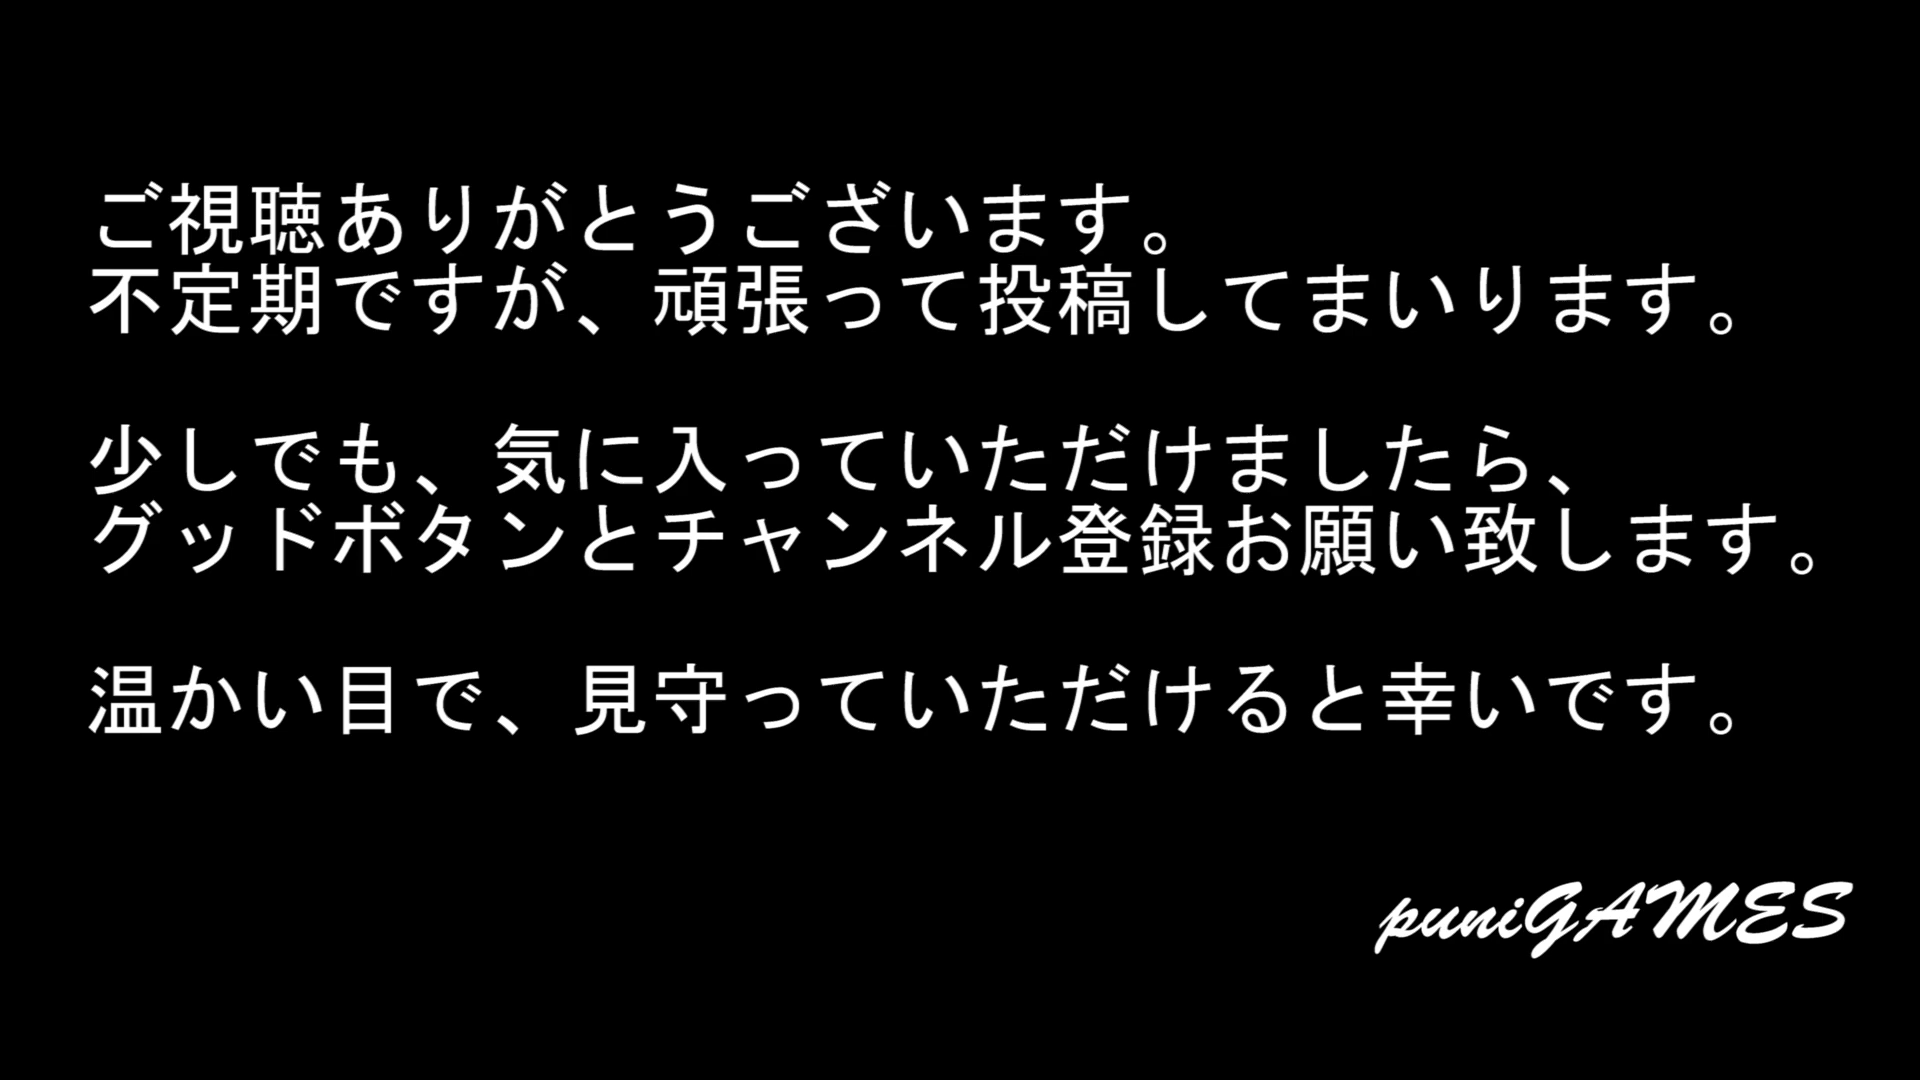 ご視聴ありがとうございます。
不定期ですが、頑張って投稿してまいります。
少しでも、気に入っていただけましたら、
グッドボタンとチャンネル登録お願い致します。
温かい目で、見守っていただけると幸いです。
puniGAMES